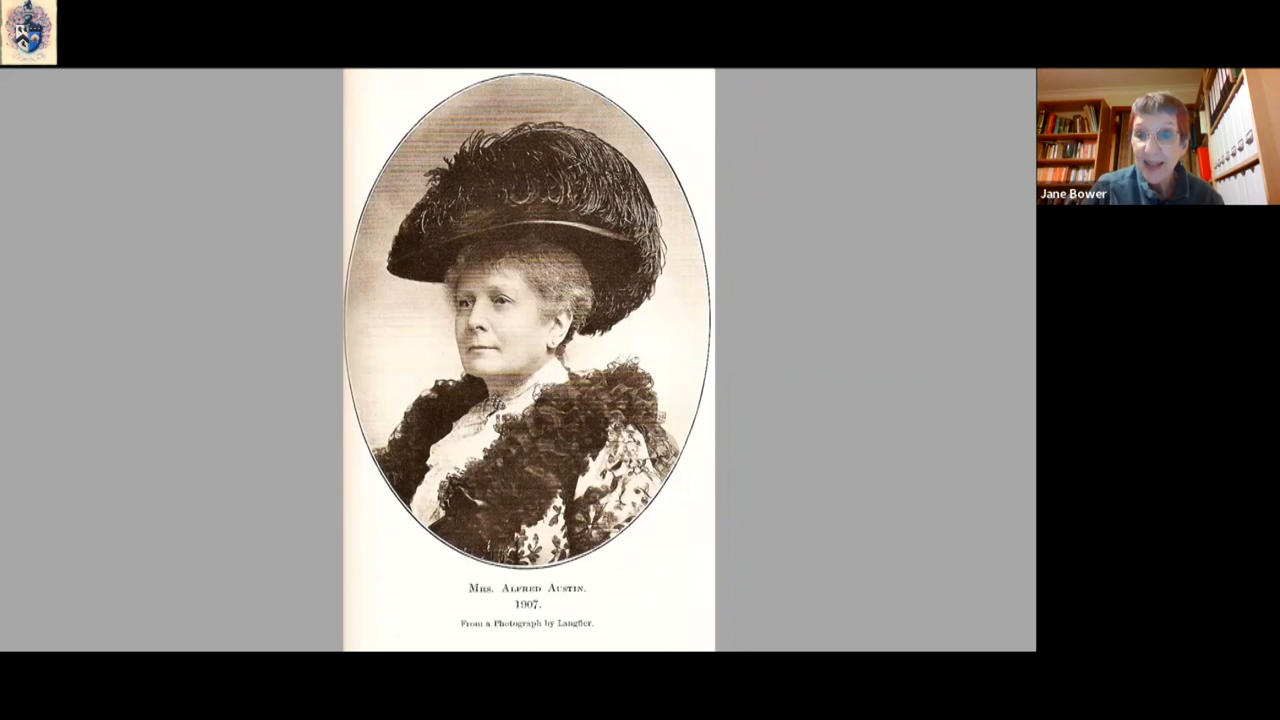 Jane Bower
Mrs. Alfred Austin.
1907.
From a Photograph by Langfier.